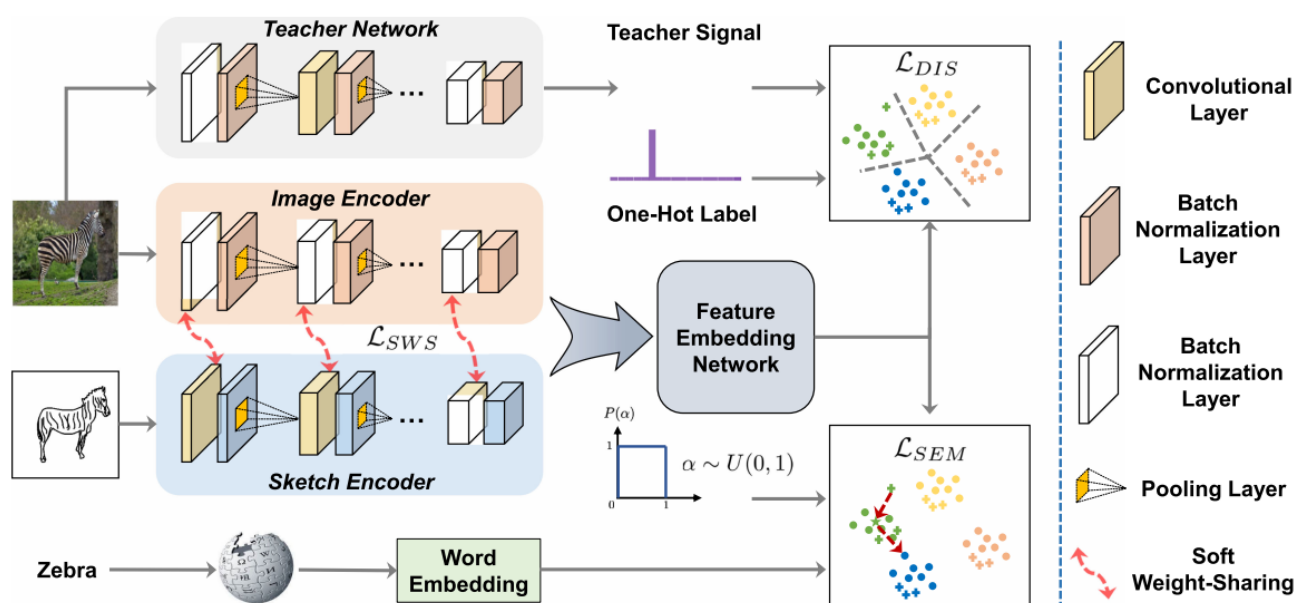 Teacher Network
Teacher Signal
L_DIS
Convolutional
Layer
Image Encoder
One-Hot Label
Batch
Normalization
Layer
L_SWS
Feature
Embedding
Network
Batch
Normalization
Layer
P(α)
1
0
1
α ~ U(0, 1)
L_SEM
Sketch Encoder
Pooling Layer
Zebra
Word
Embedding
Soft
Weight-Sharing